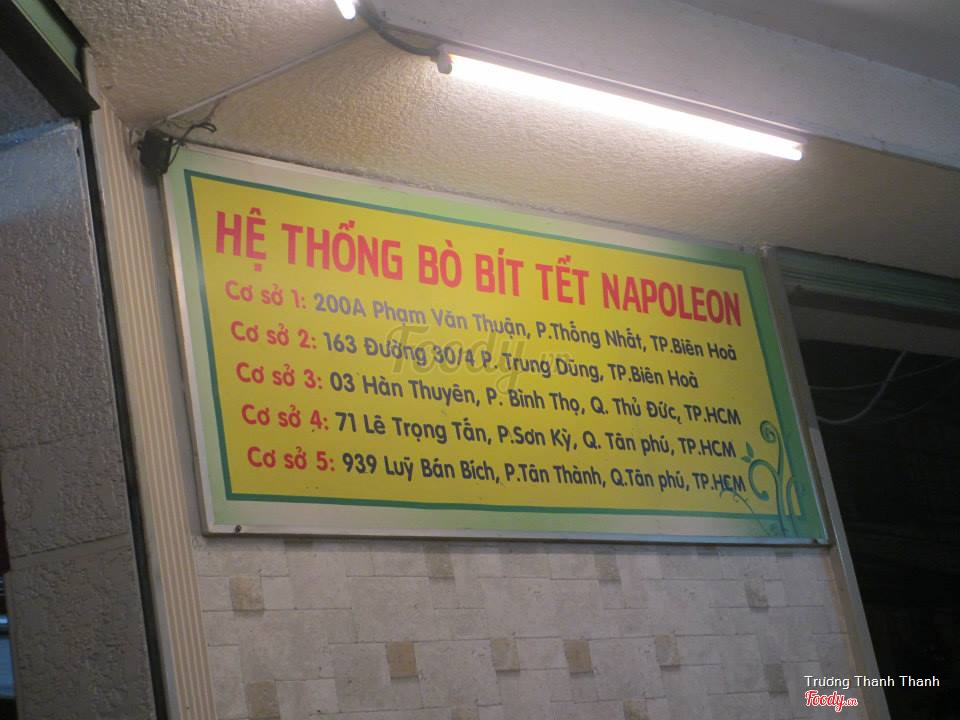 HỆ THỐNG BÒ BÍT TẾT NAPOLEON
Cơ sở 1: 200A Phạm Văn Thuận, P.Thống Nhất, TP.Biên Hoà
Cơ sở 2: 163 Đường 30/4 P. Trung Dũng, TP.Biên Hoà
Cơ sở 3: 03 Hàn Thuyên, P. Bình Thọ, Q. Thủ Đức, TP.HCM
Cơ sở 4: 71 Lê Trọng Tấn, P.Sơn Kỳ, Q. Tân phú, TP.HCM
Cơ sở 5: 939 Luỹ Bán Bích, P.Tân Thành, Q.Tân phú, TP.HCM
Foody.vn
Trương Thanh Thanh
Foody.vn